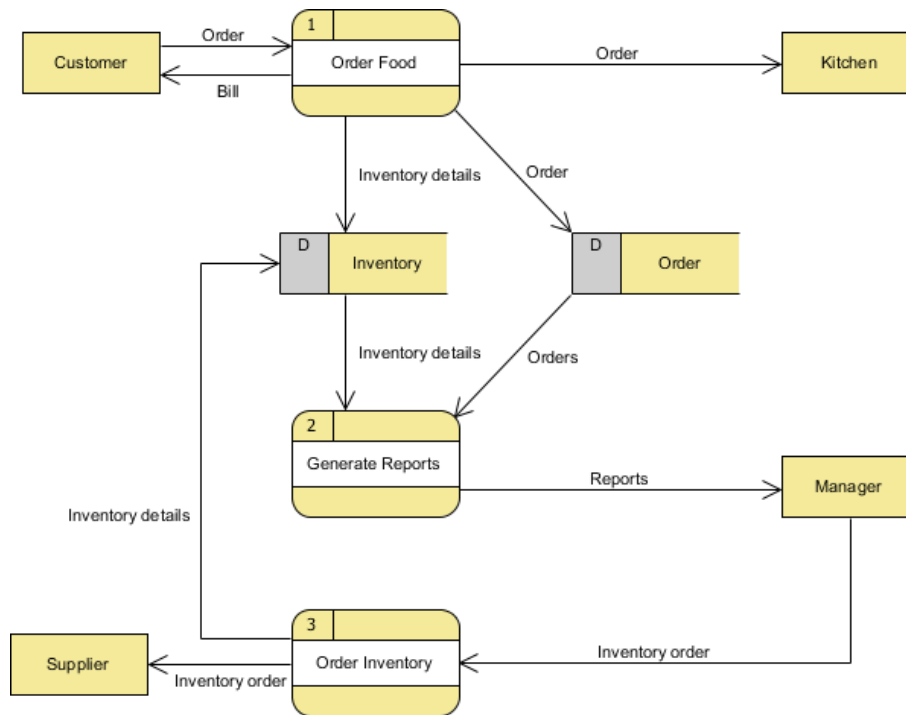 1
Order
Customer
Order Food
Order
Kitchen
Bill
Inventory details
Order
D
Inventory
D
Order
Inventory details
Orders
2
Generate Reports
Reports
Manager
Inventory details
3
Supplier
Order Inventory
Inventory order
Inventory order